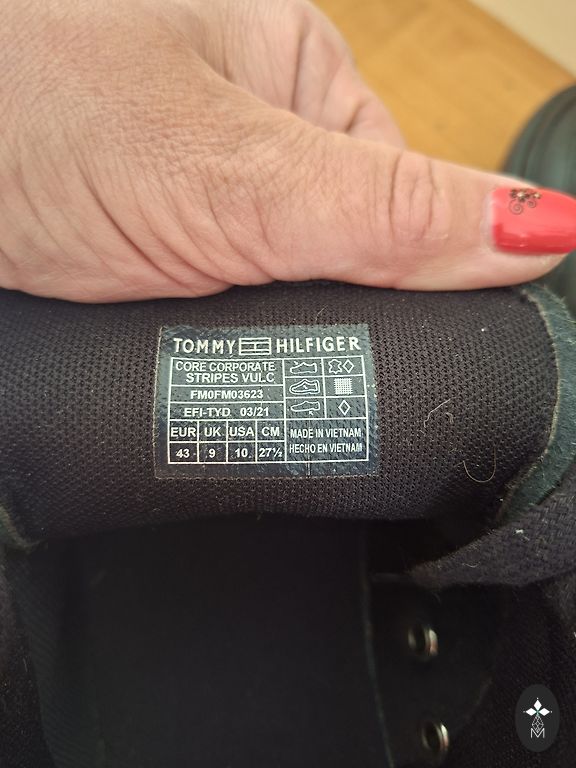 TOMMY HILFIGER
CORE CORPORATE
STRIPES VULC
FM0FM03623
EFI-TYD 03/21
EUR UK USA CM
43 9 10 27½
MADE IN VIETNAM
HECHO EN VIETNAM
M